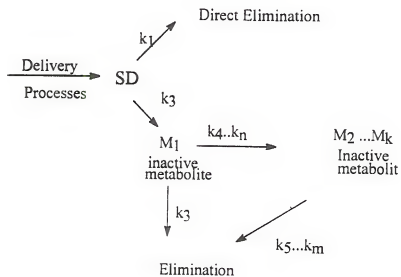 Direct Elimination
k1
Delivery
Processes
SD
k3
M1
inactive
metabolite
k4..kn
M2 ...Mk
Inactive
metabolit
k3
k5...km
Elimination